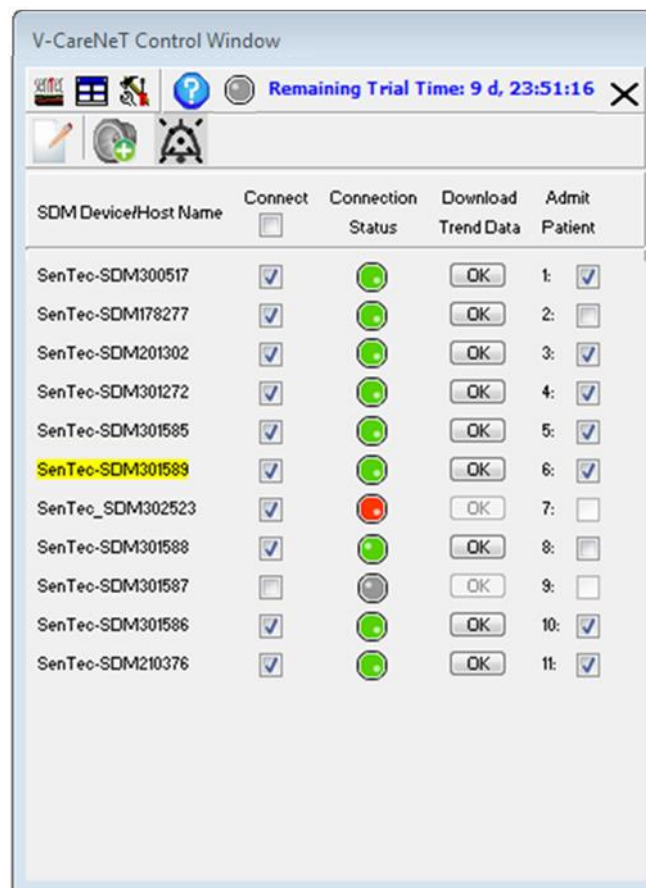 V-CareNeT Control Window
SENTEC ? Remaining Trial Time: 9 d, 23:51:16
SDM Device/Host Name Connect Connection Status Download Trend Data Admit Patient
SenTec-SDM300517 OK 1:
SenTec-SDM178277 OK 2:
SenTec-SDM201302 OK 3:
SenTec-SDM301272 OK 4:
SenTec-SDM301585 OK 5:
SenTec-SDM301589 OK 6:
SenTec_SDM302523 OK 7:
SenTec-SDM301588 OK 8:
SenTec-SDM301587 OK 9:
SenTec-SDM301586 OK 10:
SenTec-SDM210376 OK 11: